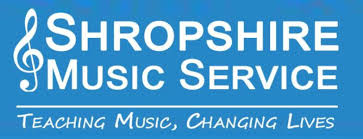 SHROPSHIRE
MUSIC SERVICE
TEACHING MUSIC, CHANGING LIVES